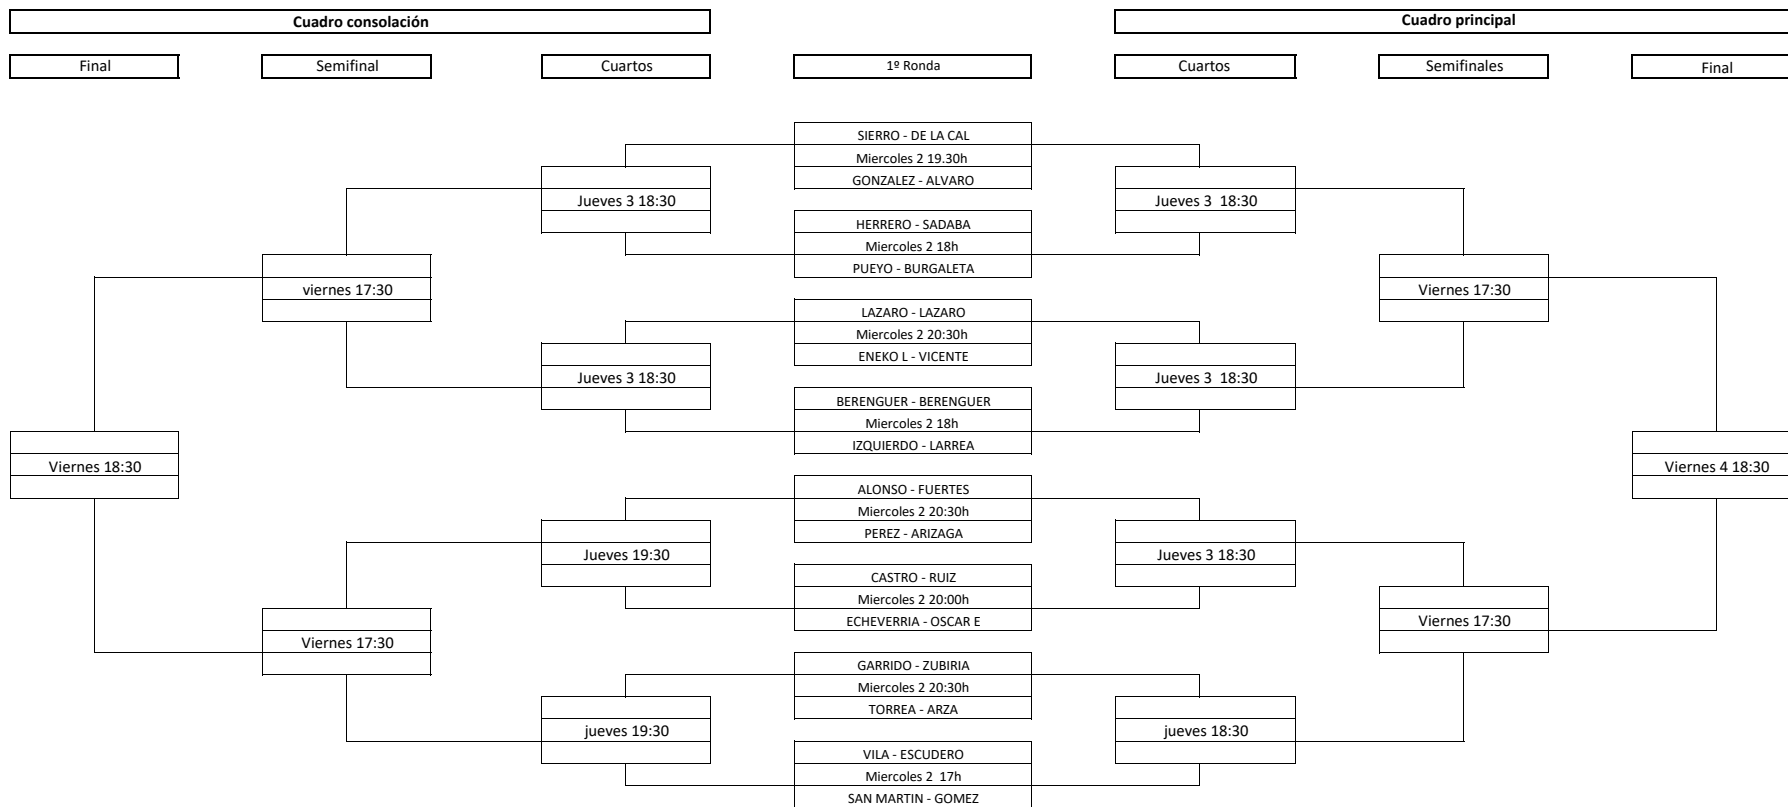 Cuadro consolación
Cuadro principal
Final
Semifinal
Cuartos
1º Ronda
Cuartos
Semifinales
Final
SIERRO - DE LA CAL
Miercoles 2 19.30h
GONZALEZ - ALVARO
Jueves 3 18:30
Jueves 3 18:30
HERRERO - SADABA
Miercoles 2 18h
PUEYO - BURGALETA
viernes 17:30
Viernes 17:30
LAZARO - LAZARO
Miercoles 2 20:30h
ENEKO L - VICENTE
Jueves 3 18:30
Jueves 3 18:30
BERENGUER - BERENGUER
Miercoles 2 18h
IZQUIERDO - LARREA
Viernes 18:30
Viernes 4 18:30
ALONSO - FUERTES
Miercoles 2 20:30h
PEREZ - ARIZAGA
Jueves 19:30
Jueves 3 18:30
CASTRO - RUIZ
Miercoles 2 20:00h
ECHEVERRIA - OSCAR E
Viernes 17:30
Viernes 17:30
GARRIDO - ZUBIRIA
Miercoles 2 20:30h
TORREA - ARZA
jueves 19:30
jueves 18:30
VILA - ESCUDERO
Miercoles 2 17h
SAN MARTIN - GOMEZ